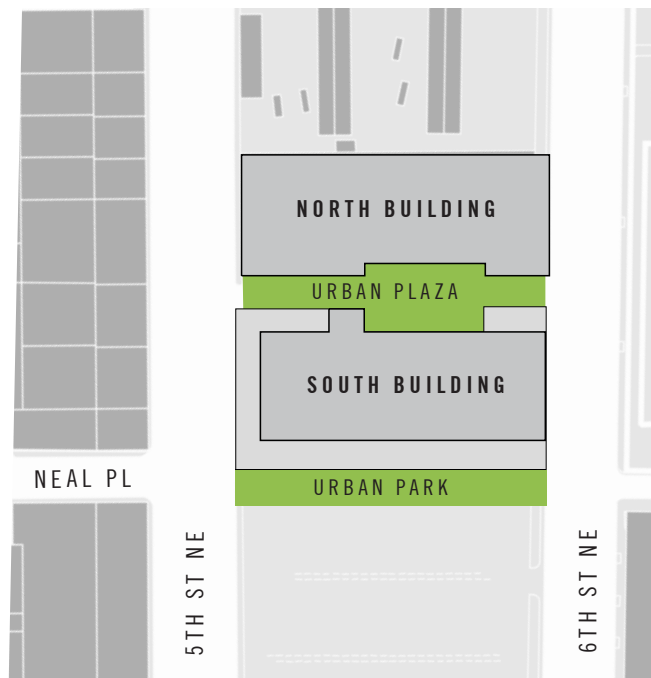 NORTH BUILDING
URBAN PLAZA
SOUTH BUILDING
NEAL PL
URBAN PARK
5TH ST NE
6TH ST NE